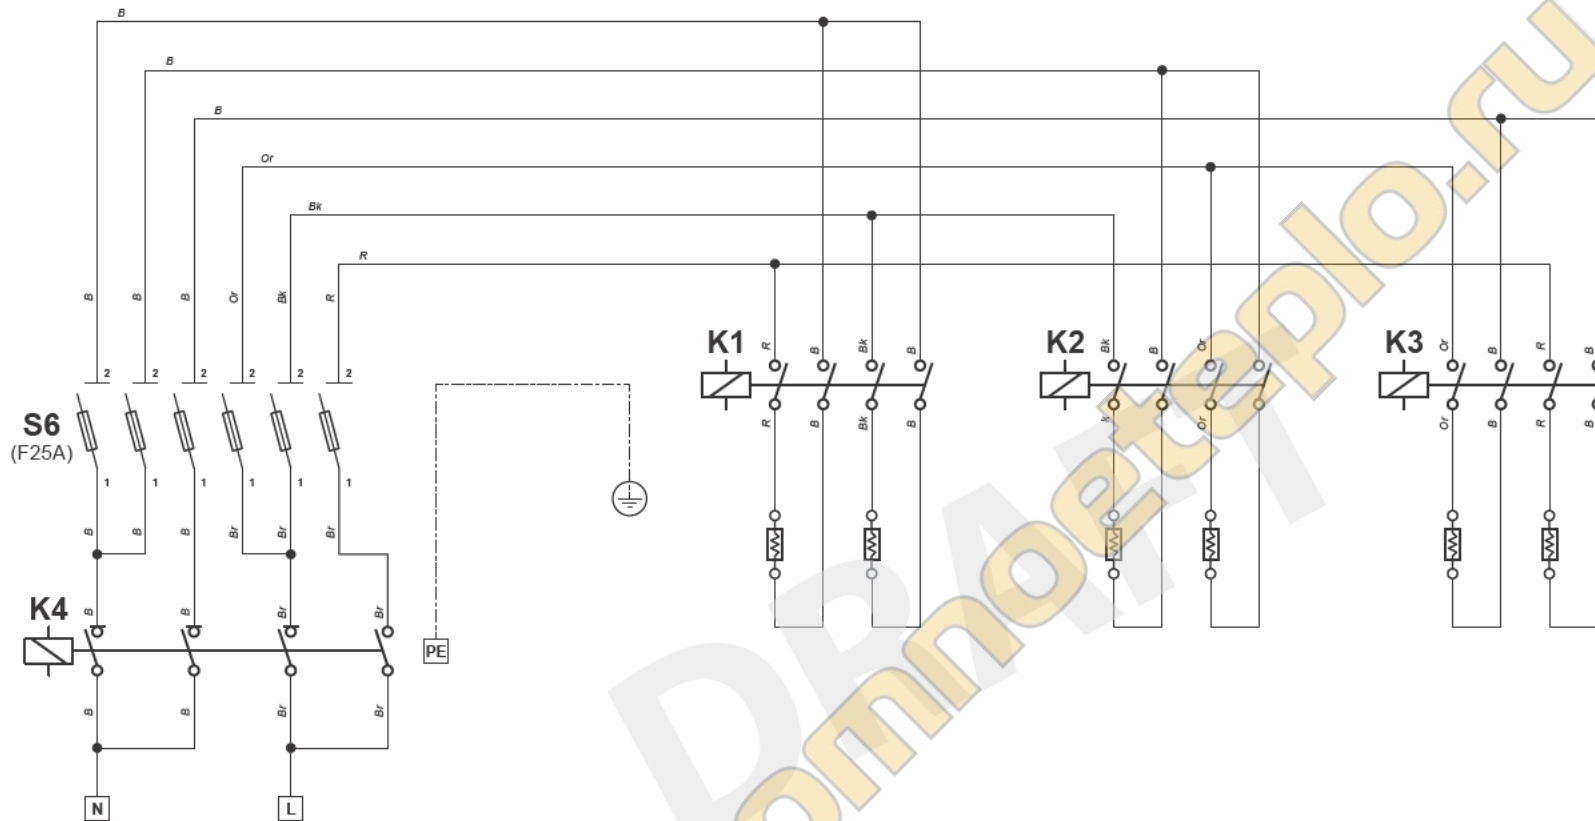 B
B
B
Or
Bk
R
B B B Or Bk R
2 2 2 2 2 2
S6
(F25A)
1 1 1 1 1 1
B B B Br Br Br
K4
B B Br Br
B B Br Br
N L PE
K1
R B Bk B
R B Bk B
K2
Bk B Or
B Or
K3
Or B R B
Or B R B
DRAFT
omnoeteplo.ru